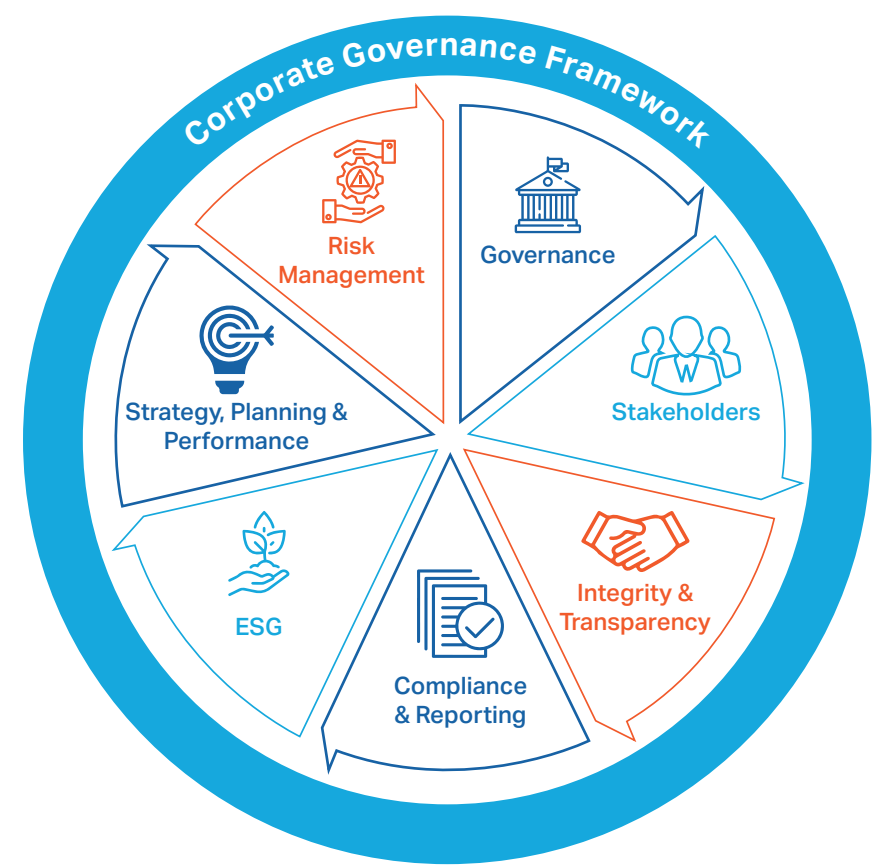 Corporate Governance Framework
Governance
Stakeholders
Integrity &
Transparency
Compliance
& Reporting
ESG
Strategy, Planning &
Performance
Risk
Management